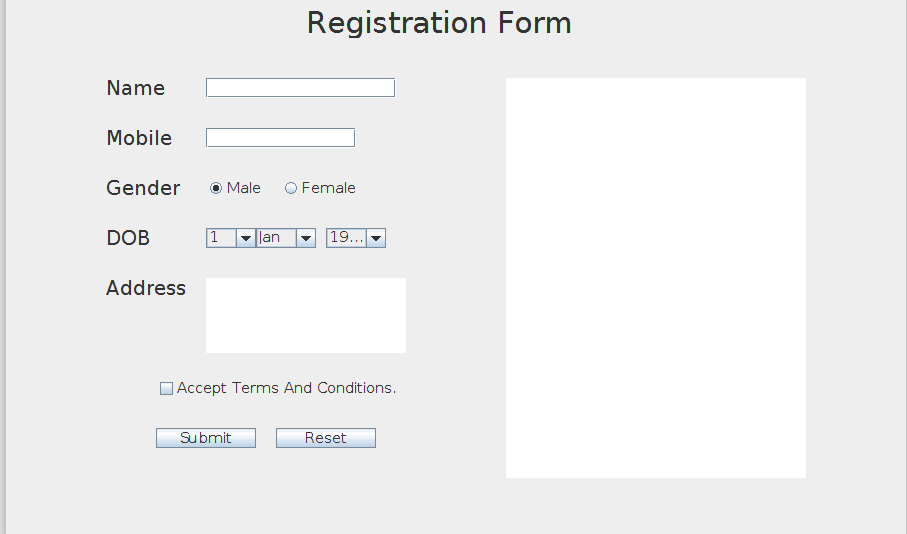 Registration Form
Name
Mobile
Gender Male Female
DOB 1 Jan 19...
Address
Accept Terms And Conditions.
Submit Reset